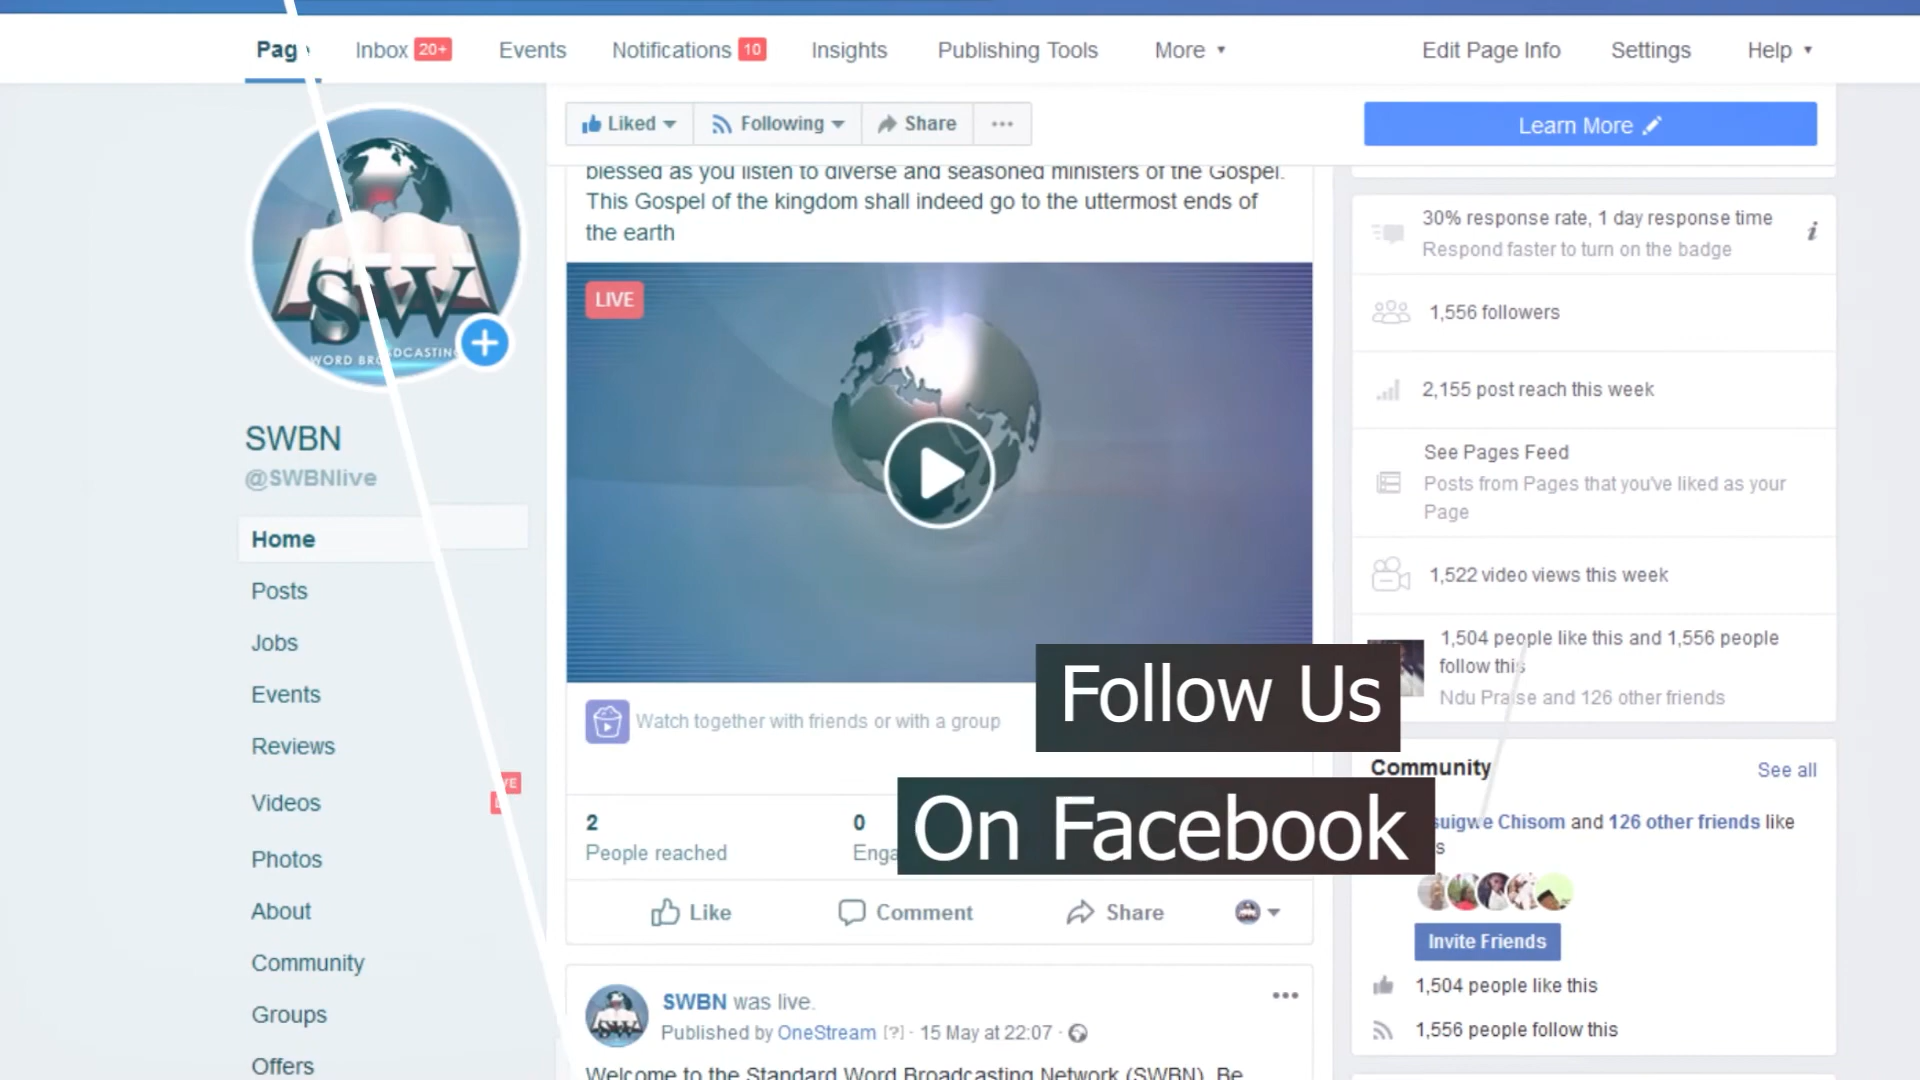 Inbox 20+ Events Notifications 10 Insights Publishing Tools More Edit Page Info Settings Help
Liked Following Share
Learn More
blessed as you listen to diverse and seasoned ministers of the Gospel.
This Gospel of the kingdom shall indeed go to the uttermost ends of
the earth
30% response rate, 1 day response time
Respond faster to turn on the badge
LIVE
1,556 followers
SW
WORD
SWBN
@SWBNlive
2,155 post reach this week
See Pages Feed
Posts from Pages that you've liked as your
Page
1,522 video views this week
Home
Posts
Jobs
Events
Reviews
Videos
Photos
About
Community
Groups
Offers
1,504 people like this and 1,556 people
follow this
Ndu Praise and 126 other friends
Follow Us
On Facebook
Watch together with friends or with a group
2
People reached
0
Like Comment Share
Community See all
Chisom and 126 other friends like
Invite Friends
1,504 people like this
1,556 people follow this
SWBN was live.
Published by OneStream [?] · 15 May at 22:07 ·
Welcome to the Standard Word Broadcasting Network (SWBN). Be